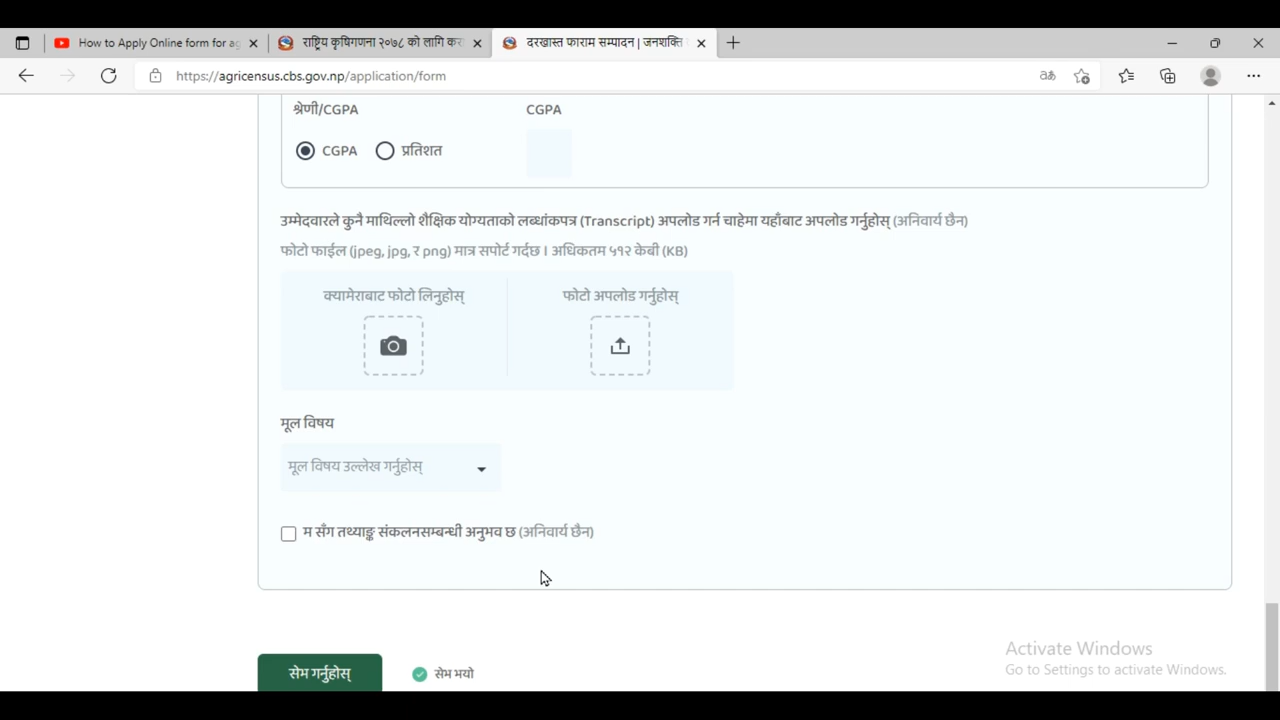 How to Apply Online form for ag
राष्ट्रिय कृषिगणना २०७८ को लागि करा
दरखास्त फाराम सम्पादन | जनशक्ति
https://agricensus.cbs.gov.np/application/form
श्रेणी/CGPA
CGPA
CGPA
प्रतिशत
उम्मेदवारले कुनै माथिल्लो शैक्षिक योग्यताको लब्धांकपत्र (Transcript) अपलोड गर्न चाहेमा यहाँबाट अपलोड गर्नुहोस् (अनिवार्य छैन)
फोटो फाईल (jpeg, jpg, र png) मात्र सपोर्ट गर्दछ । अधिकतम ५१२ केबी (KB)
क्यामेराबाट फोटो लिनुहोस्
फोटो अपलोड गर्नुहोस्
मूल विषय
मूल विषय उल्लेख गर्नुहोस्
म सँग तथ्याङ्क संकलनसम्बन्धी अनुभव छ (अनिवार्य छैन)
Activate Windows
Go to Settings to activate Windows.
सेभ गर्नुहोस्
सेभ भयो